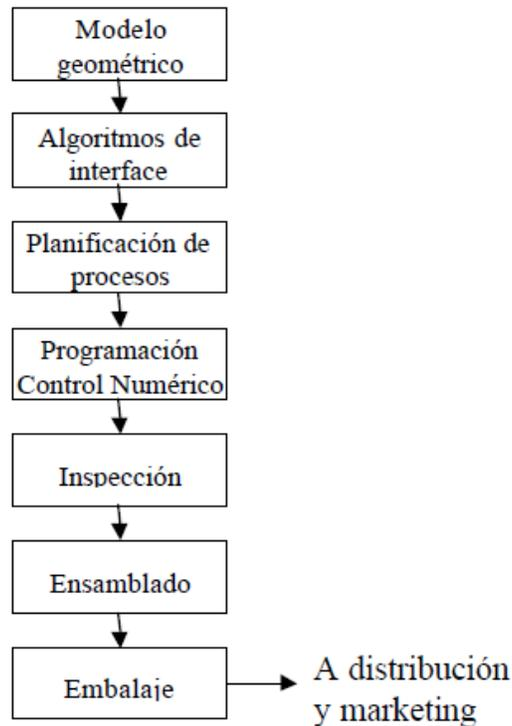 Modelo
geométrico
Algoritmos de
interface
Planificación de
procesos
Programación
Control Numérico
Inspección
Ensamblado
Embalaje
A distribución
y marketing